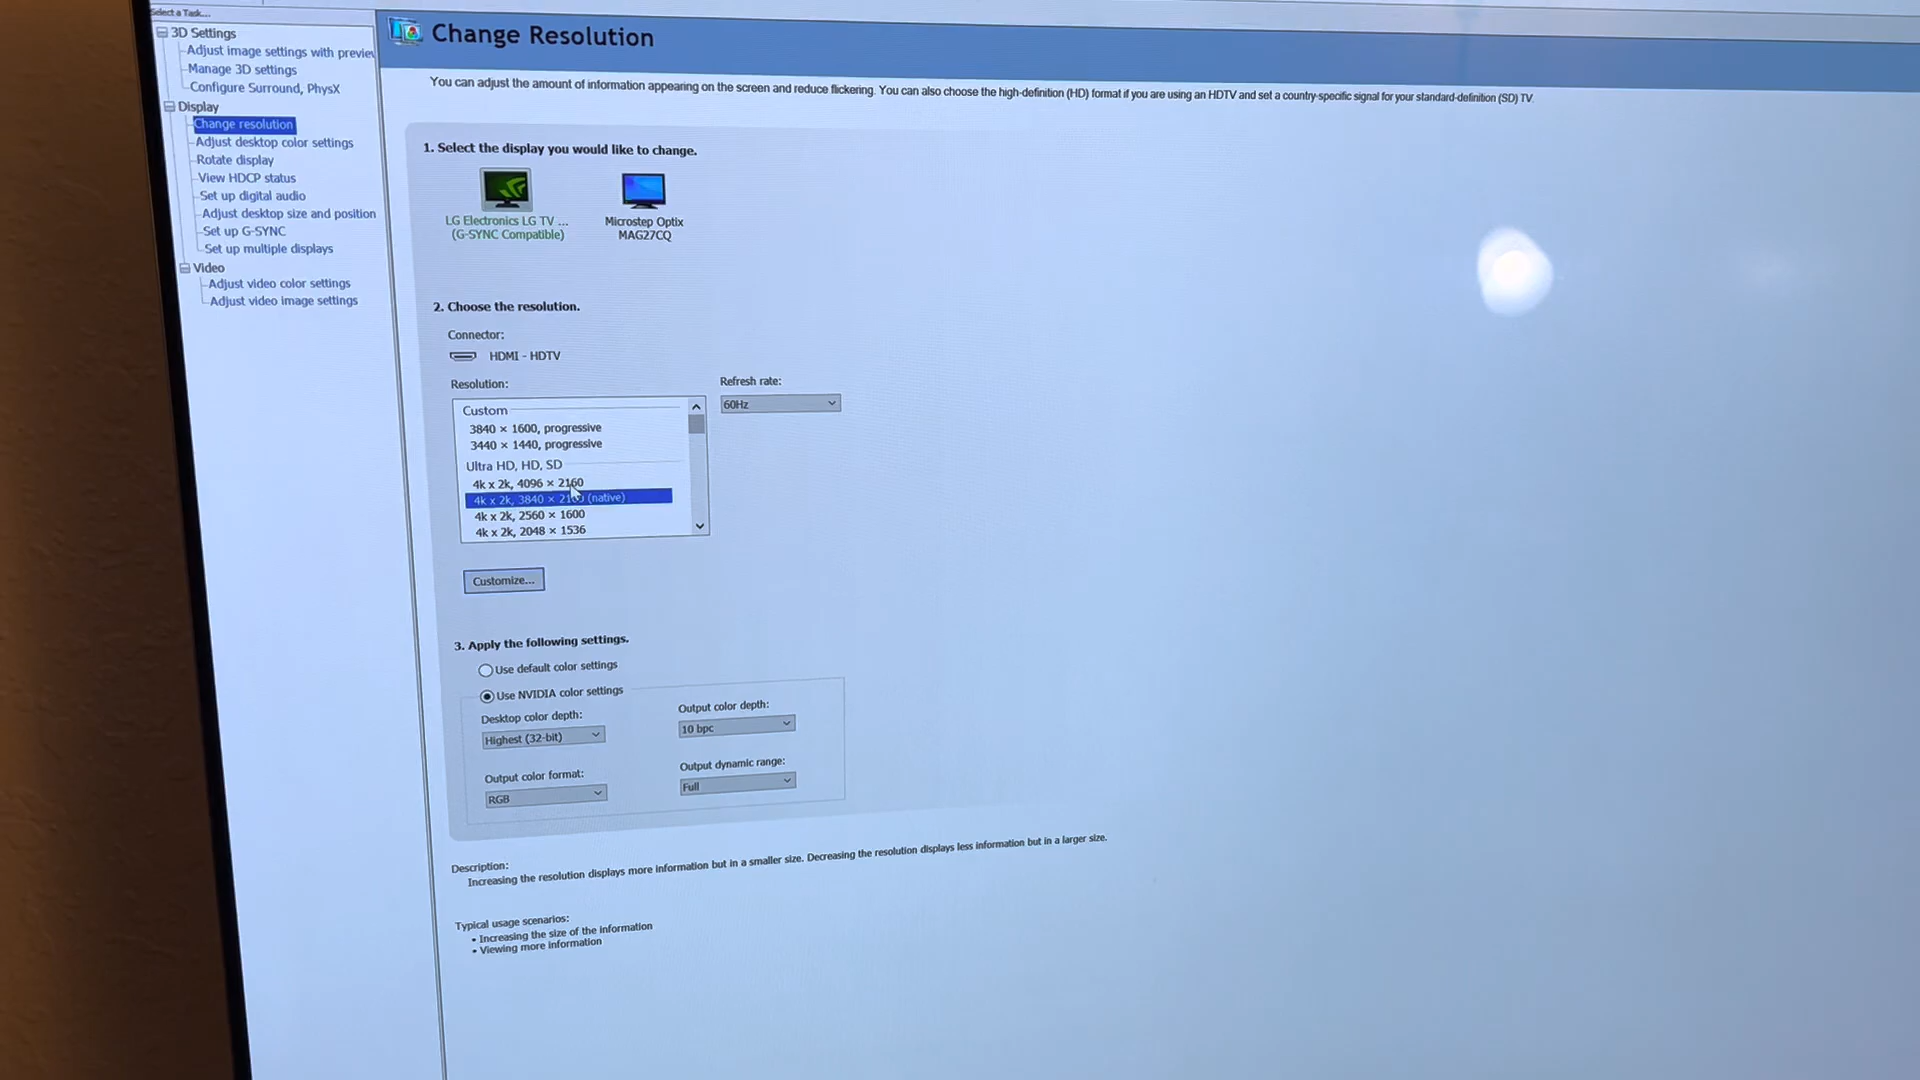 Select a Task...
3D Settings
Adjust image settings with preview
Manage 3D settings
Configure Surround, PhysX
Display
Change resolution
Adjust desktop color settings
Rotate display
View HDCP status
Set up digital audio
Adjust desktop size and position
Set up G-SYNC
Set up multiple displays
Video
Adjust video color settings
Adjust video image settings
Change Resolution
You can adjust the amount of information appearing on the screen and reduce flickering. You can also choose the high-definition (HD) format if you are using an HDTV and set a country-specific signal for your standard-definition (SD) TV.
1. Select the display you would like to change.
LG Electronics LG TV ...
(G-SYNC Compatible)
Microstep Optix
MAG27CQ
2. Choose the resolution.
Connector:
HDMI - HDTV
Resolution:
Refresh rate:
60Hz
Custom
3840 × 1600, progressive
3440 × 1440, progressive
Ultra HD, HD, SD
4k x 2k, 4096 × 2160
4k x 2k, 3840 × 2160 (native)
4k x 2k, 2560 × 1600
4k x 2k, 2048 × 1536
Customize...
3. Apply the following settings.
Use default color settings
Use NVIDIA color settings
Desktop color depth:
Highest (32-bit)
Output color depth:
10 bpc
Output color format:
RGB
Output dynamic range:
Full
Description:
Increasing the resolution displays more information but in a smaller size. Decreasing the resolution displays less information but in a larger size.
Typical usage scenarios:
• Increasing the size of the information
• Viewing more information